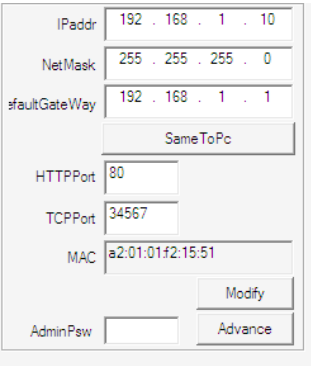 IPaddr 192 . 168 . 1 . 10
NetMask 255 . 255 . 255 . 0
efaultGateWay 192 . 168 . 1 . 1
SameToPc
HTTPPort 80
TCPPort 34567
MAC a2:01:01:f2:15:51
Modify
AdminPsw Advance